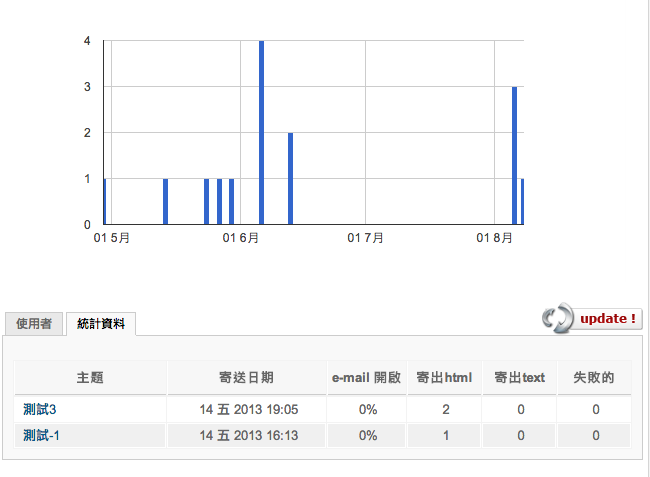 4
3
2
1
0
01 5月 01 6月 01 7月 01 8月
update !
使用者 統計資料
主題 寄送日期 e-mail 開啟 寄出html 寄出text 失敗的
測試3 14 五 2013 19:05 0% 2 0 0
測試-1 14 五 2013 16:13 0% 1 0 0